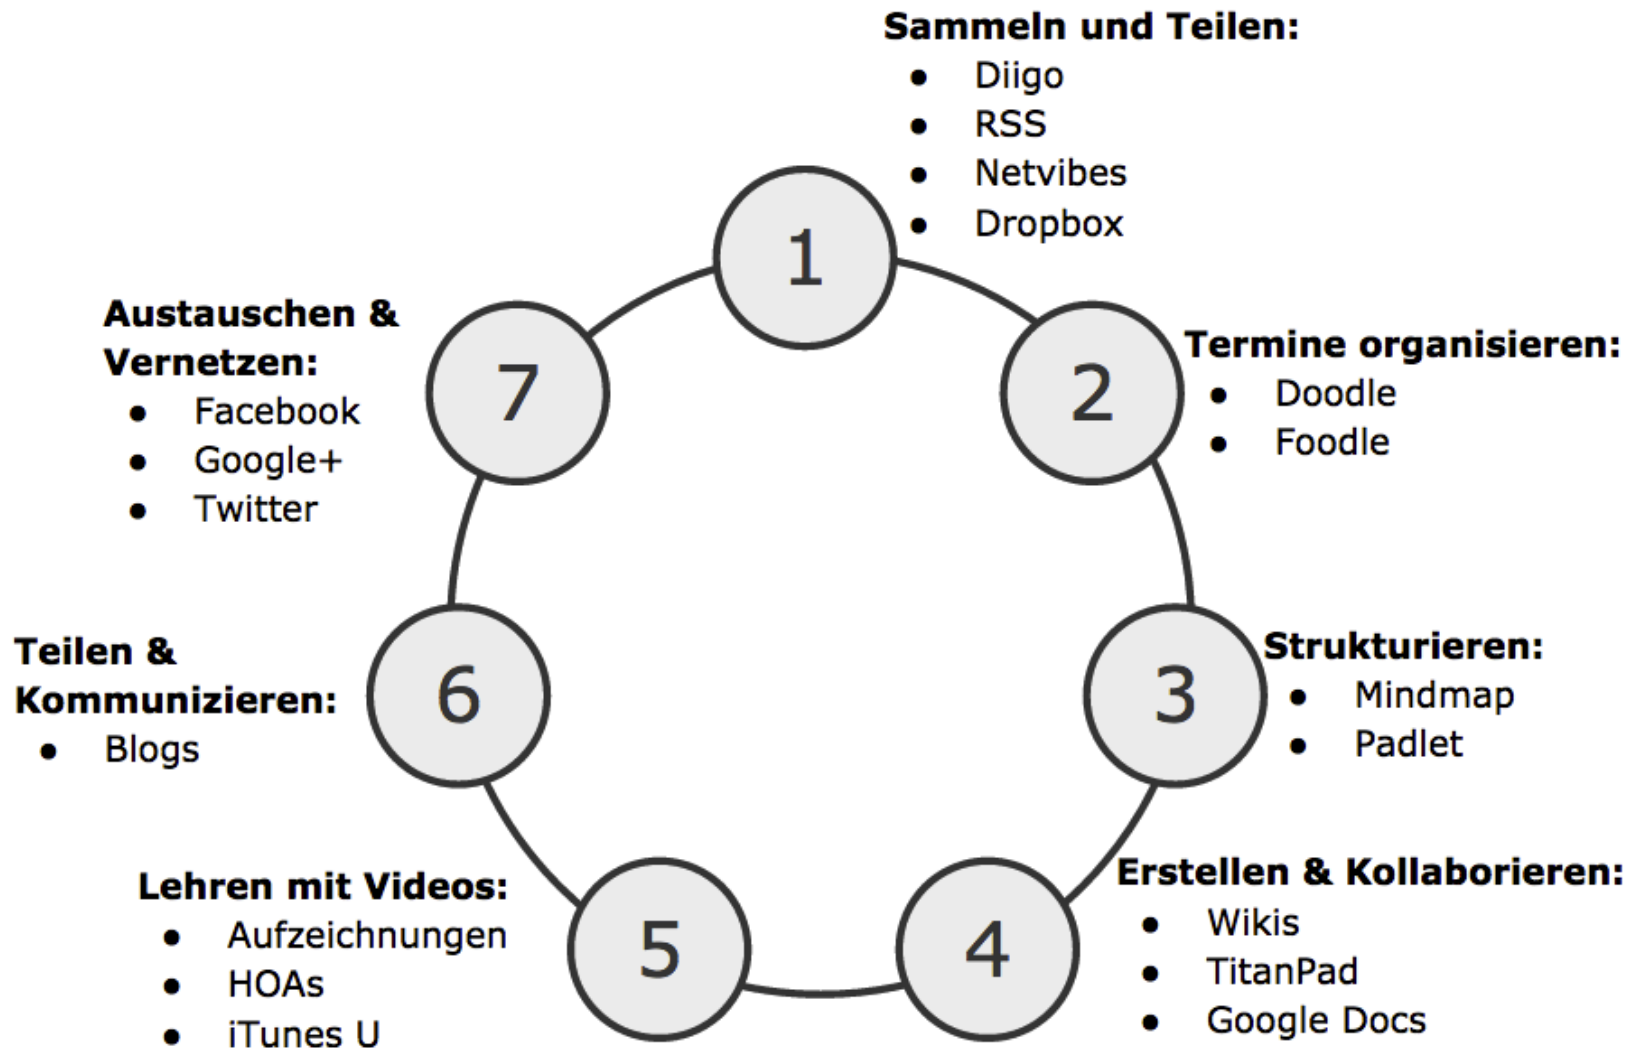 Sammeln und Teilen:
● Diigo
● RSS
● Netvibes
● Dropbox
1
Termine organisieren:
● Doodle
● Foodle
2
Strukturieren:
● Mindmap
● Padlet
3
Erstellen & Kollaborieren:
● Wikis
● TitanPad
● Google Docs
4
Lehren mit Videos:
● Aufzeichnungen
● HOAs
● iTunes U
5
Teilen &
Kommunizieren:
● Blogs
6
Austauschen &
Vernetzen:
● Facebook
● Google+
● Twitter
7